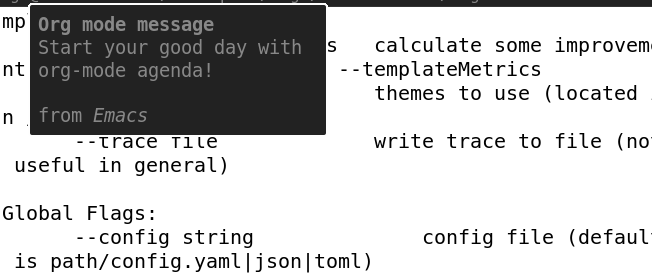 Org mode message
Start your good day with
org-mode agenda!
from Emacs
mp
s   calculate some improvem
nt   --templateMetrics
themes to use (located
n
--trace file             write trace to file (no
useful in general)
Global Flags:
--config string              config file (default
is path/config.yaml|json|toml)